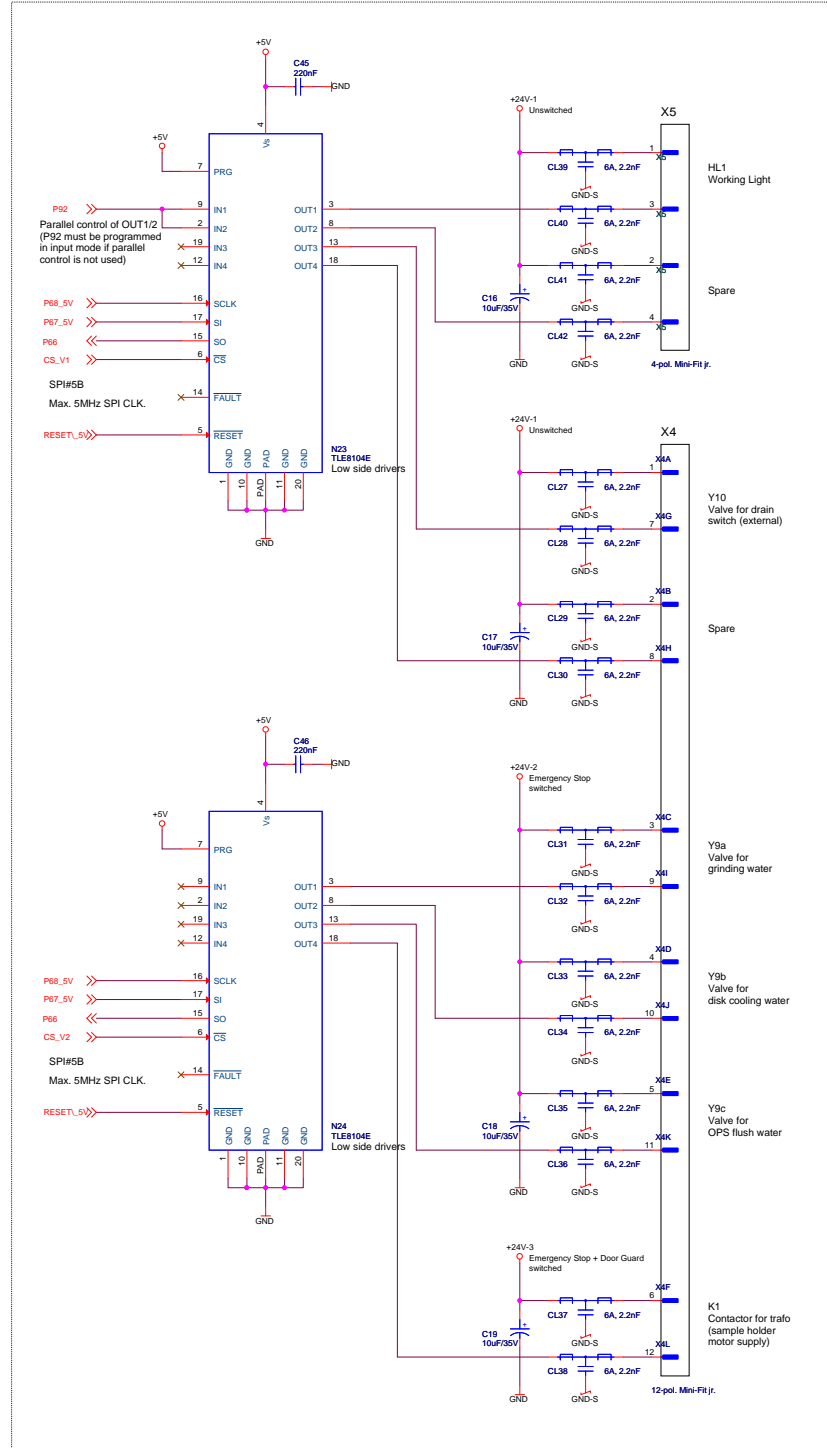 +5V
C45
220nF
GND
4
Vs
+5V
7
PRG
P92
9
IN1
2
IN2
19
IN3
12
IN4
Parallel control of OUT1/2
(P92 must be programmed
in input mode if parallel
control is not used)
OUT1
3
OUT2
8
OUT3
13
OUT4
18
P68_5V
16
SCLK
P67_5V
17
SI
P66
15
SO
CS_V1
6
CS
SPI#5B
Max. 5MHz SPI CLK.
14
FAULT
RESET\_5V
5
RESET
N23
TLE8104E
Low side drivers
GND
GND
PAD
GND
GND
1
10
PAD
11
20
GND
+24V-1
Unswitched
X5
1
X5
CL39
6A, 2.2nF
GND-S
HL1
Working Light
3
X5
CL40
6A, 2.2nF
GND-S
2
X5
CL41
6A, 2.2nF
GND-S
Spare
C16
10uF/35V
4
X5
CL42
6A, 2.2nF
GND
GND-S
4-pol. Mini-Fit jr.
+24V-1
Unswitched
X4
X4A
1
CL27
6A, 2.2nF
GND-S
Y10
Valve for drain
switch (external)
X4G
7
CL28
6A, 2.2nF
GND-S
X4B
2
CL29
6A, 2.2nF
GND-S
Spare
C17
10uF/35V
X4H
8
CL30
6A, 2.2nF
GND
GND-S
+5V
C46
220nF
GND
4
Vs
+5V
7
PRG
9
IN1
2
IN2
19
IN3
12
IN4
OUT1
3
OUT2
8
OUT3
13
OUT4
18
P68_5V
16
SCLK
P67_5V
17
SI
P66
15
SO
CS_V2
6
CS
SPI#5B
Max. 5MHz SPI CLK.
14
FAULT
RESET\_5V
5
RESET
N24
TLE8104E
Low side drivers
GND
GND
PAD
GND
GND
1
10
PAD
11
20
GND
+24V-2
Emergency Stop
switched
X4C
3
CL31
6A, 2.2nF
GND-S
Y9a
Valve for
grinding water
X4I
9
CL32
6A, 2.2nF
GND-S
X4D
4
CL33
6A, 2.2nF
GND-S
Y9b
Valve for
disk cooling water
X4J
10
CL34
6A, 2.2nF
GND-S
X4E
5
CL35
6A, 2.2nF
GND-S
Y9c
Valve for
OPS flush water
C18
10uF/35V
X4K
11
CL36
6A, 2.2nF
GND
GND-S
+24V-3
Emergency Stop + Door Guard
switched
X4F
6
CL37
6A, 2.2nF
GND-S
K1
Contactor for trafo
(sample holder
motor supply)
C19
10uF/35V
X4L
12
CL38
6A, 2.2nF
GND
GND-S
12-pol. Mini-Fit jr.